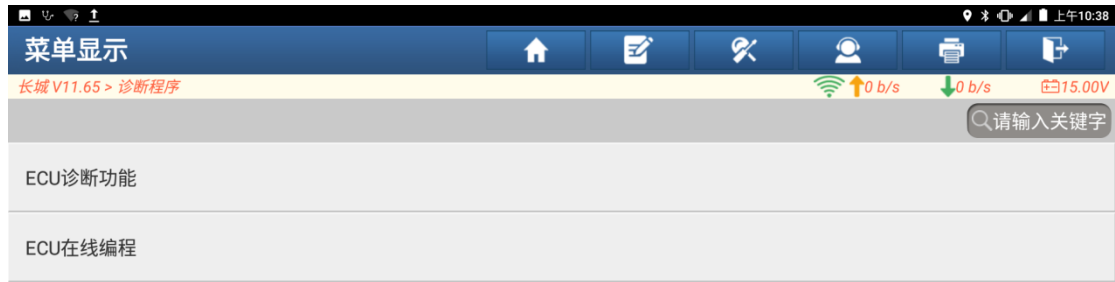 上午10:38
菜单显示
长城 V11.65 > 诊断程序 0 b/s 0 b/s 15.00V
请输入关键字
ECU诊断功能
ECU在线编程